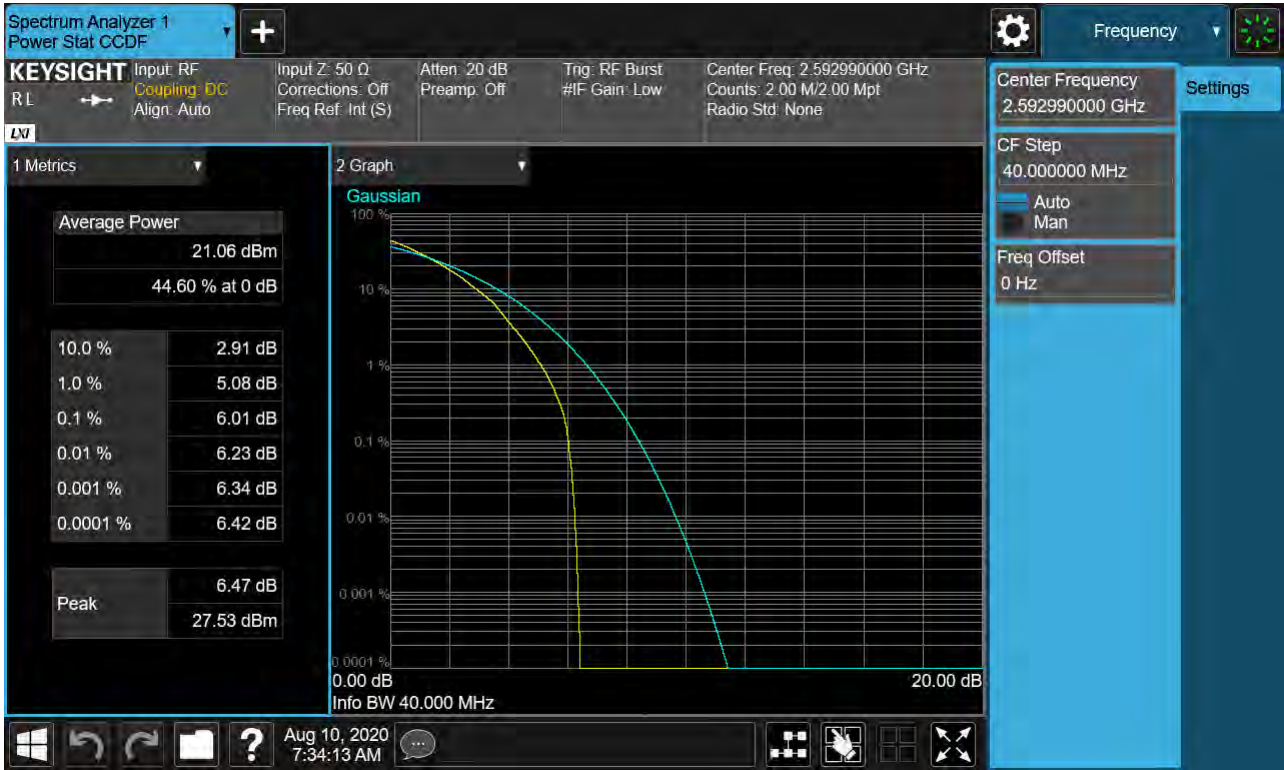 Spectrum Analyzer 1
Power Stat CCDF
Frequency
KEYSIGHT
R L
LXI
Input: RF
Coupling: DC
Align: Auto
Input Z: 50 Ω
Corrections: Off
Freq Ref: Int (S)
Atten: 20 dB
Preamp: Off
Trig: RF Burst
#IF Gain: Low
Center Freq: 2.592990000 GHz
Counts: 2.00 M/2.00 Mpt
Radio Std: None
Center Frequency
2.592990000 GHz
Settings
CF Step
40.000000 MHz
Auto
Man
Freq Offset
0 Hz
1 Metrics
Average Power
21.06 dBm
44.60 % at 0 dB
10.0 % 2.91 dB
1.0 % 5.08 dB
0.1 % 6.01 dB
0.01 % 6.23 dB
0.001 % 6.34 dB
0.0001 % 6.42 dB
Peak
6.47 dB
27.53 dBm
2 Graph
Gaussian
100 %
10 %
1 %
0.1 %
0.01 %
0.001 %
0.0001 %
0.00 dB
20.00 dB
Info BW 40.000 MHz
?
Aug 10, 2020
7:34:13 AM